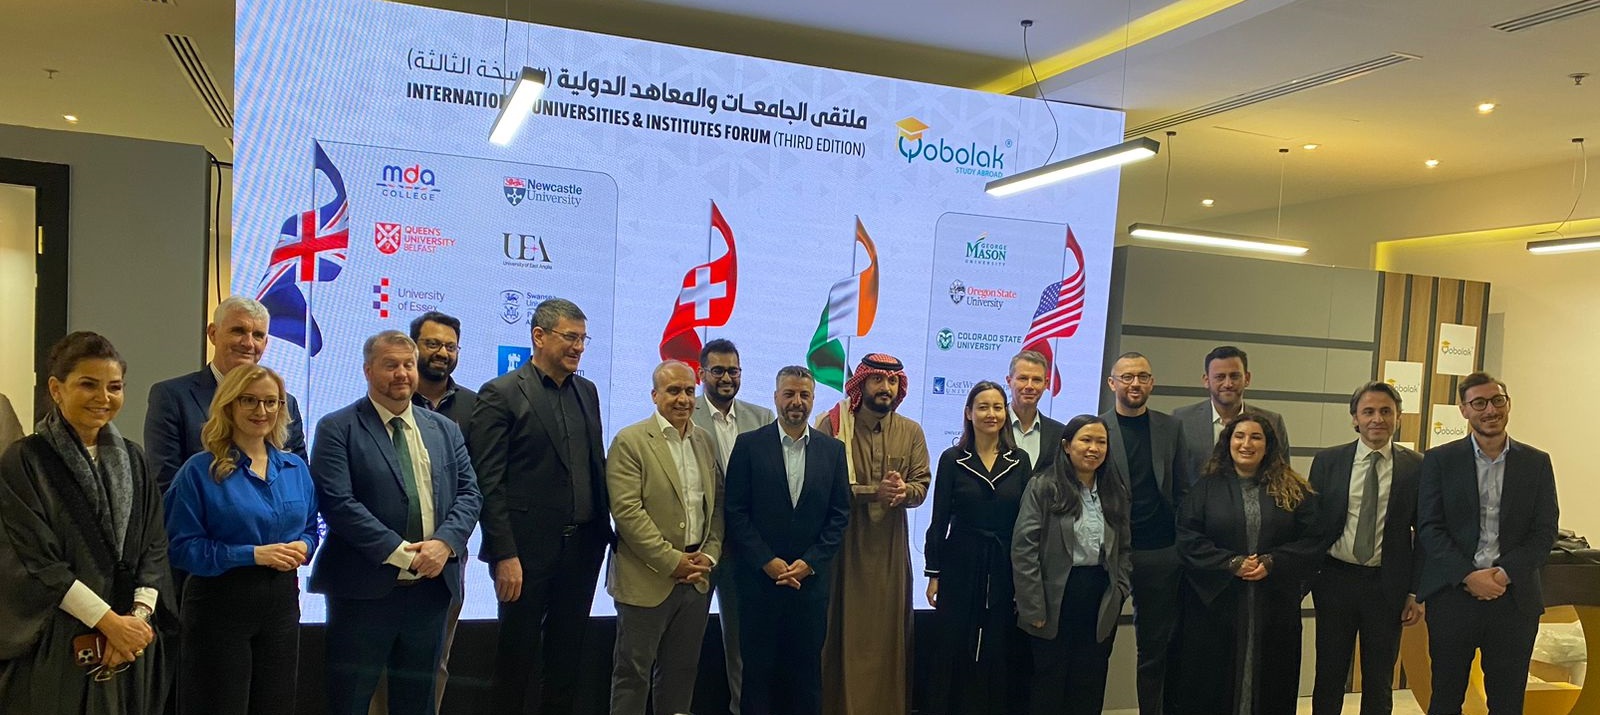 ملتقى الجامعات والمعاهد الدولية الثالثة)
UNIVERSITIES & INSTITUTES FORUM (THIRD EDITION)
Qobolak®
STUDY ABROAD
mda
COLLEGE
Newcastle
University
QUEEN'S
UNIVERSITY
BELFAST
UEA
University of East Anglia
University
of Essex
Swansea
GEORGE
MASON
UNIVERSITY
Oregon State
University
COLORADO STATE
UNIVERSITY
Qobolak
Qobolak
Qobolak